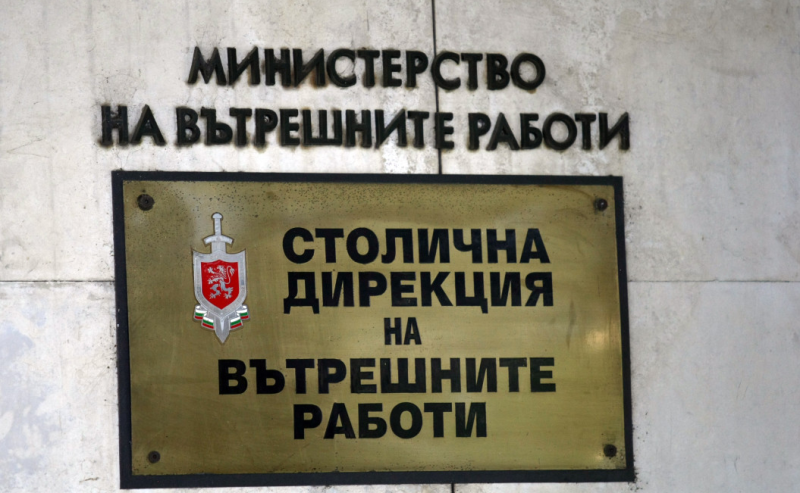 МИНИСТЕРСТВО
НА ВЪТРЕШНИТЕ РАБОТИ
СТОЛИЧНА
ДИРЕКЦИЯ
НА
ВЪТРЕШНИТЕ
РАБОТИ